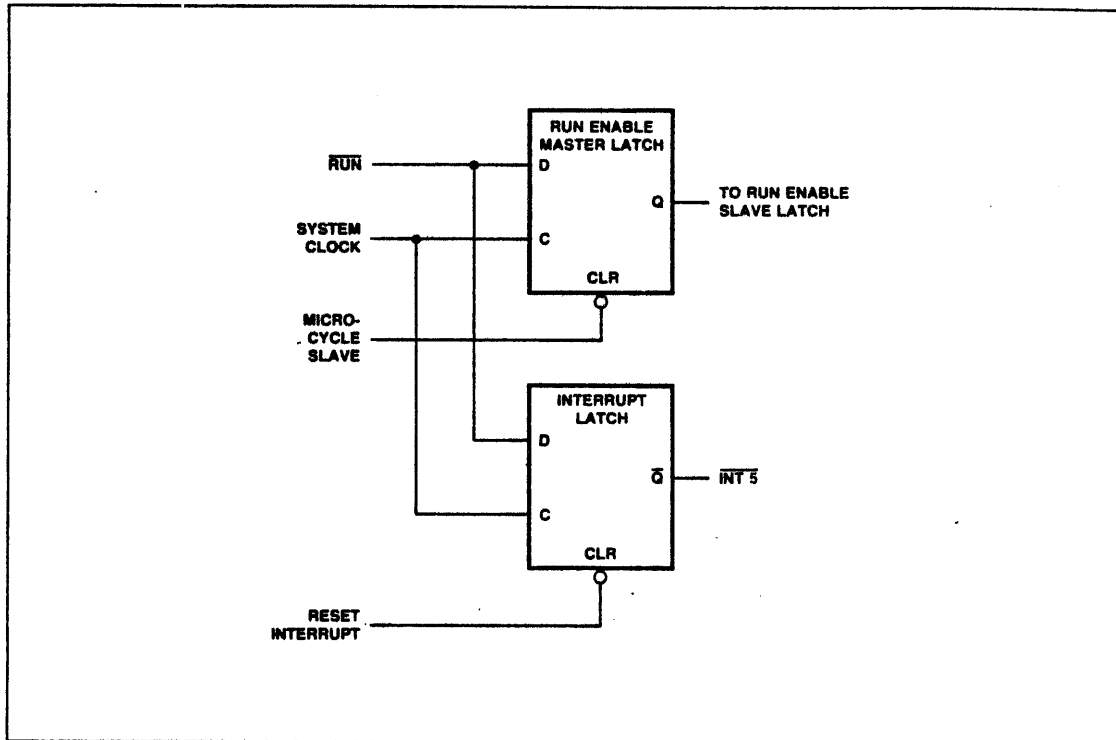 RUN ENABLE
MASTER LATCH
RUN
D
Q
TO RUN ENABLE
SLAVE LATCH
SYSTEM
CLOCK
C
CLR
MICRO-
CYCLE
SLAVE
INTERRUPT
LATCH
D
Q̅
I̅N̅T̅ ̅5̅
C
CLR
RESET
INTERRUPT